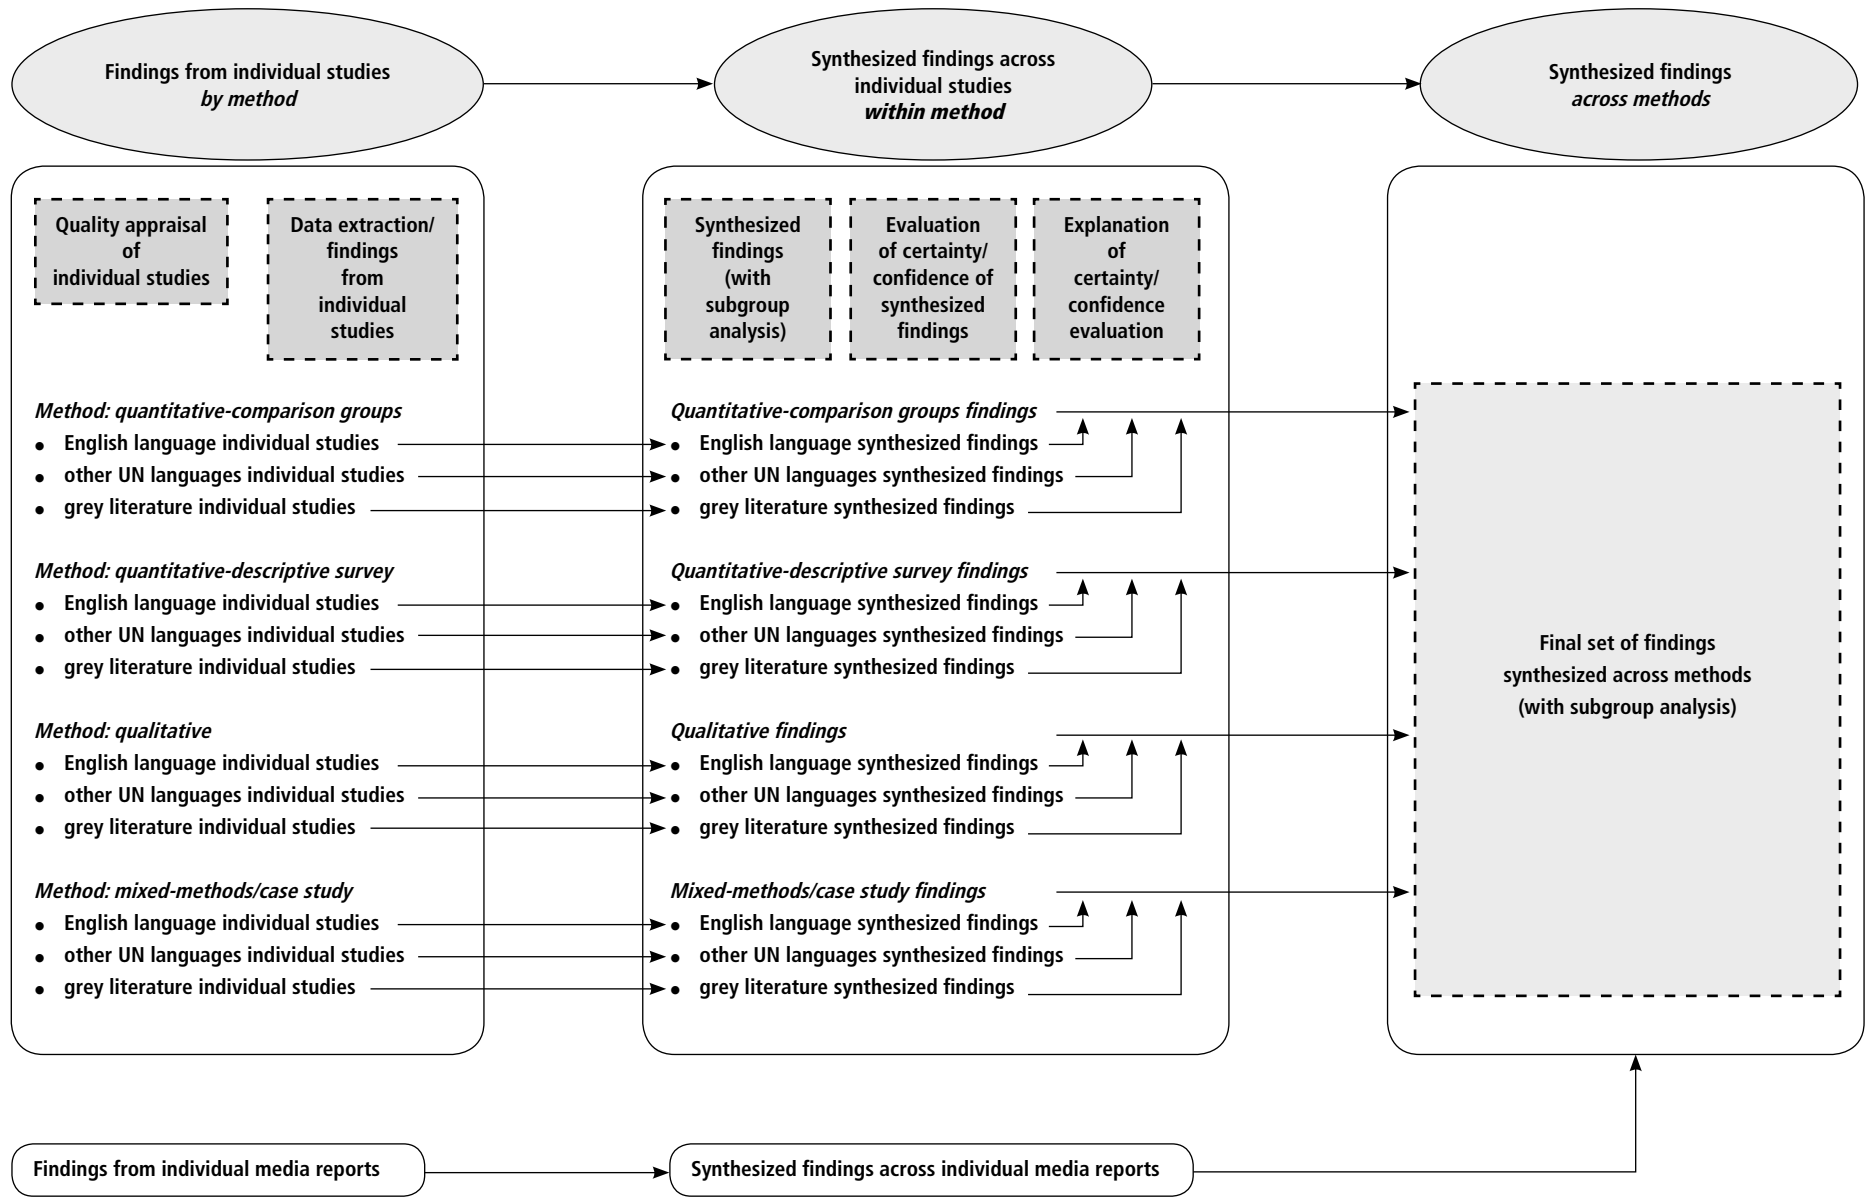 Findings from individual studies
by method
Synthesized findings across
individual studies
within method
Synthesized findings
across methods
Quality appraisal
of
individual studies
Data extraction/
findings
from
individual
studies
Synthesized
findings
(with
subgroup
analysis)
Evaluation
of certainty/
confidence of
synthesized
findings
Explanation
of
certainty/
confidence
evaluation
Method: quantitative-comparison groups
• English language individual studies
• other UN languages individual studies
• grey literature individual studies
Method: quantitative-descriptive survey
• English language individual studies
• other UN languages individual studies
• grey literature individual studies
Method: qualitative
• English language individual studies
• other UN languages individual studies
• grey literature individual studies
Method: mixed-methods/case study
• English language individual studies
• other UN languages individual studies
• grey literature individual studies
Quantitative-comparison groups findings
• English language synthesized findings
• other UN languages synthesized findings
• grey literature synthesized findings
Quantitative-descriptive survey findings
• English language synthesized findings
• other UN languages synthesized findings
• grey literature synthesized findings
Qualitative findings
• English language synthesized findings
• other UN languages synthesized findings
• grey literature synthesized findings
Mixed-methods/case study findings
• English language synthesized findings
• other UN languages synthesized findings
• grey literature synthesized findings
Final set of findings
synthesized across methods
(with subgroup analysis)
Findings from individual media reports
Synthesized findings across individual media reports